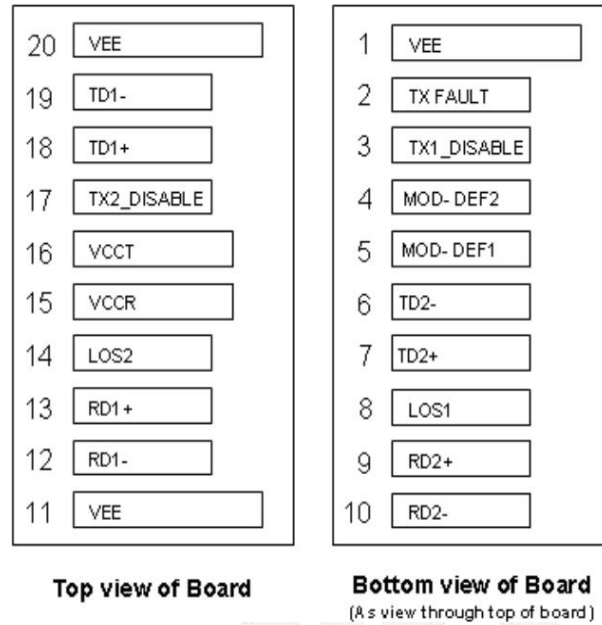 20 VEE
19 TD1-
18 TD1+
17 TX2_DISABLE
16 VCCT
15 VCCR
14 LOS2
13 RD1+
12 RD1-
11 VEE
Top view of Board
1 VEE
2 TX FAULT
3 TX1_DISABLE
4 MOD- DEF2
5 MOD- DEF1
6 TD2-
7 TD2+
8 LOS1
9 RD2+
10 RD2-
Bottom view of Board
(As view through top of board)